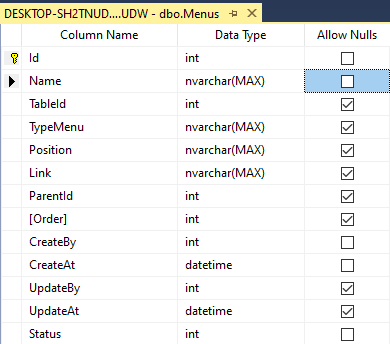 DESKTOP-SH2TNUD....UDW - dbo.Menus
Column Name Data Type Allow Nulls
Id int
Name nvarchar(MAX)
TableId int
TypeMenu nvarchar(MAX)
Position nvarchar(MAX)
Link nvarchar(MAX)
ParentId int
[Order] int
CreateBy int
CreateAt datetime
UpdateBy int
UpdateAt datetime
Status int